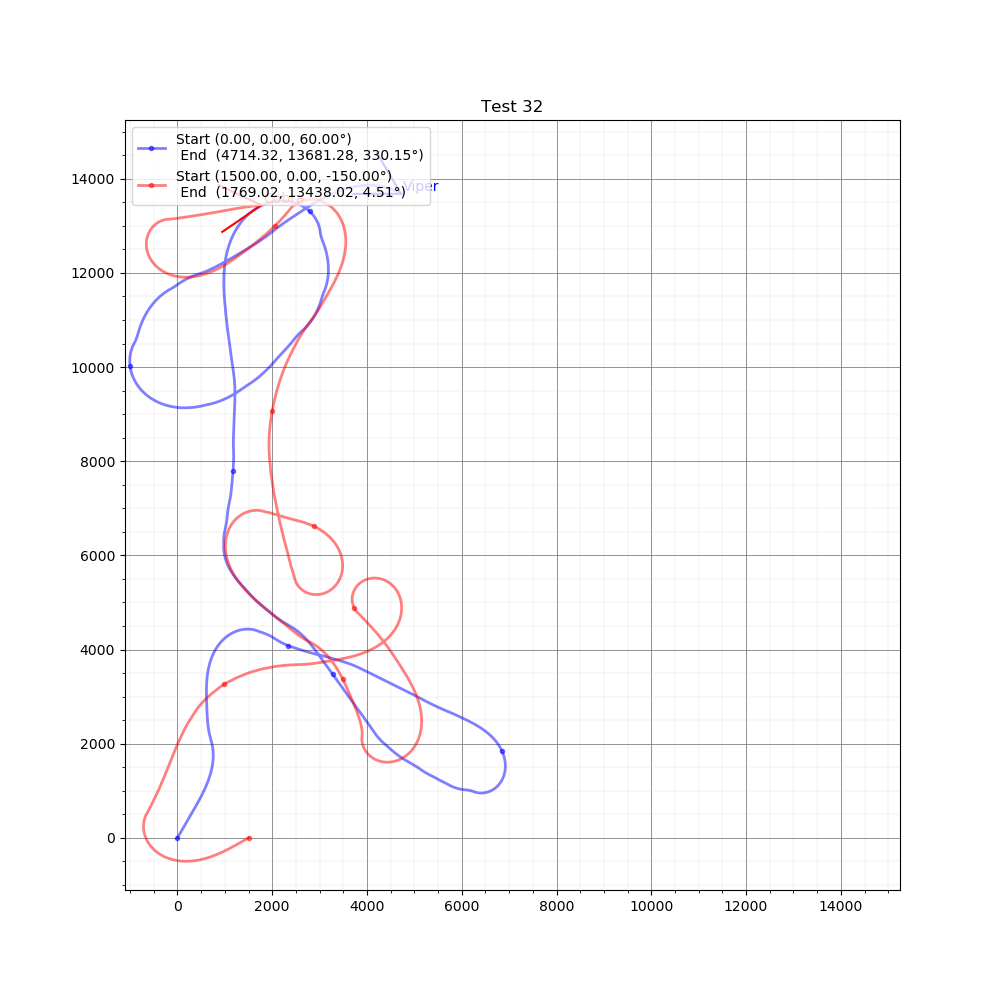 Test 32
Start (0.00, 0.00, 60.00°)
End (4714.32, 13681.28, 330.15°)
Start (1500.00, 0.00, -150.00°)
End (1769.02, 13438.02, 4.51°)
Viper
14000
12000
10000
8000
6000
4000
2000
0
0 2000 4000 6000 8000 10000 12000 14000